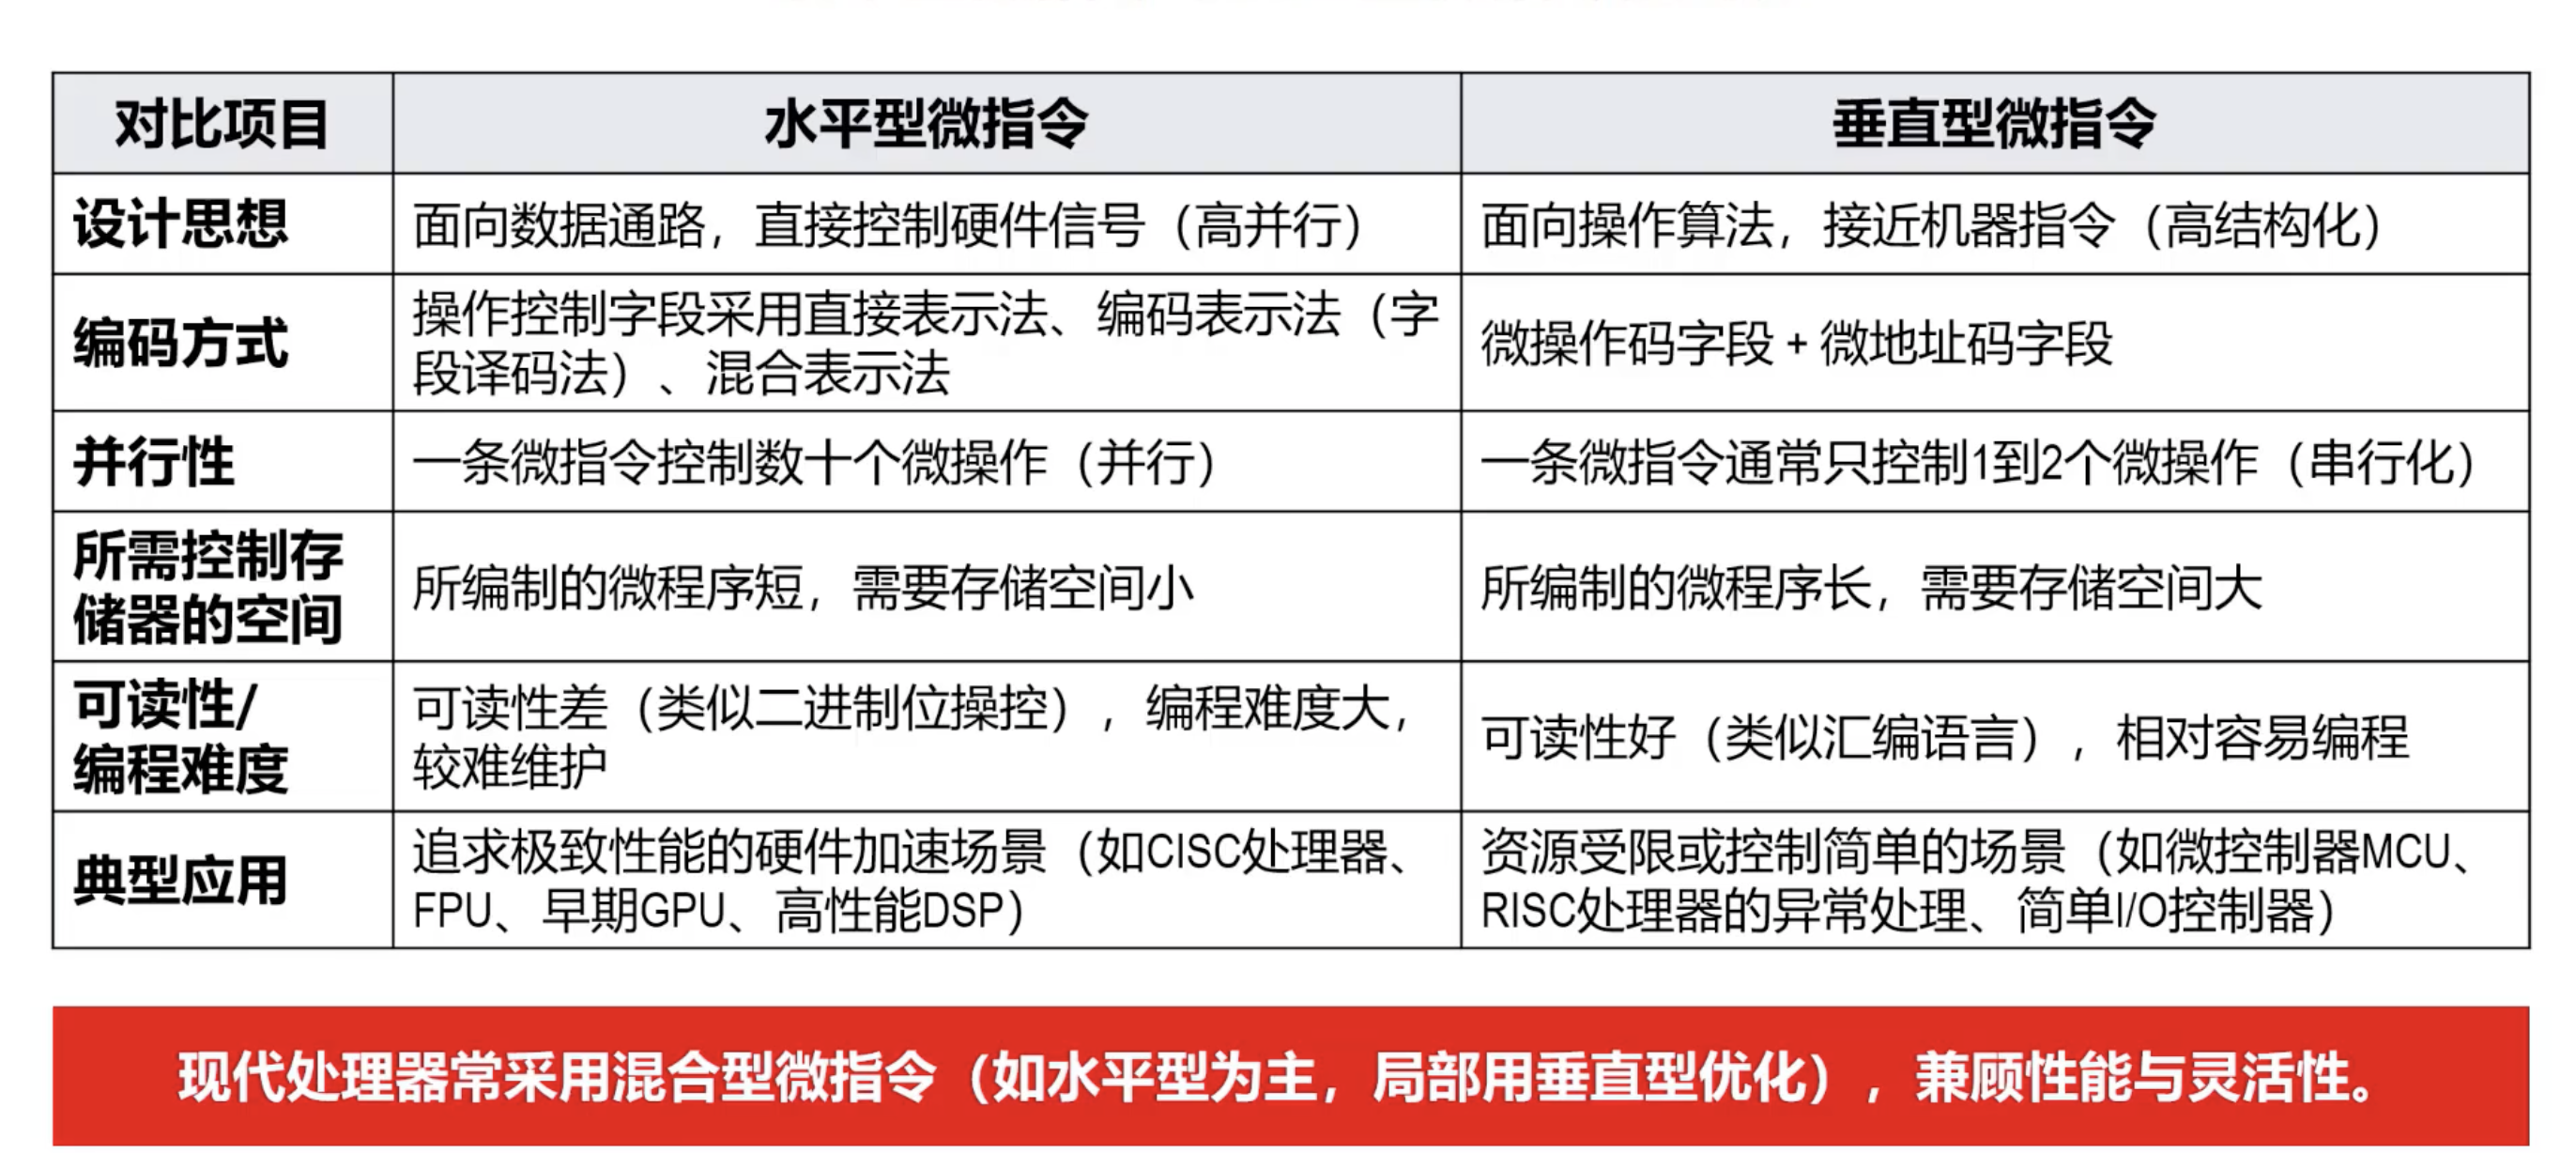 对比项目
水平型微指令
垂直型微指令
设计思想
面向数据通路，直接控制硬件信号（高并行）
面向操作算法，接近机器指令（高结构化）
编码方式
操作控制字段采用直接表示法、编码表示法（字
段译码法）、混合表示法
微操作码字段 + 微地址码字段
并行性
一条微指令控制数十个微操作（并行）
一条微指令通常只控制1到2个微操作（串行化）
所需控制存
储器的空间
所编制的微程序短，需要存储空间小
所编制的微程序长，需要存储空间大
可读性/
编程难度
可读性差（类似二进制位操控），编程难度大，
较难维护
可读性好（类似汇编语言），相对容易编程
典型应用
追求极致性能的硬件加速场景（如CISC处理器、
FPU、早期GPU、高性能DSP）
资源受限或控制简单的场景（如微控制器MCU、
RISC处理器的异常处理、简单I/O控制器）
现代处理器常采用混合型微指令（如水平型为主，局部用垂直型优化），兼顾性能与灵活性。